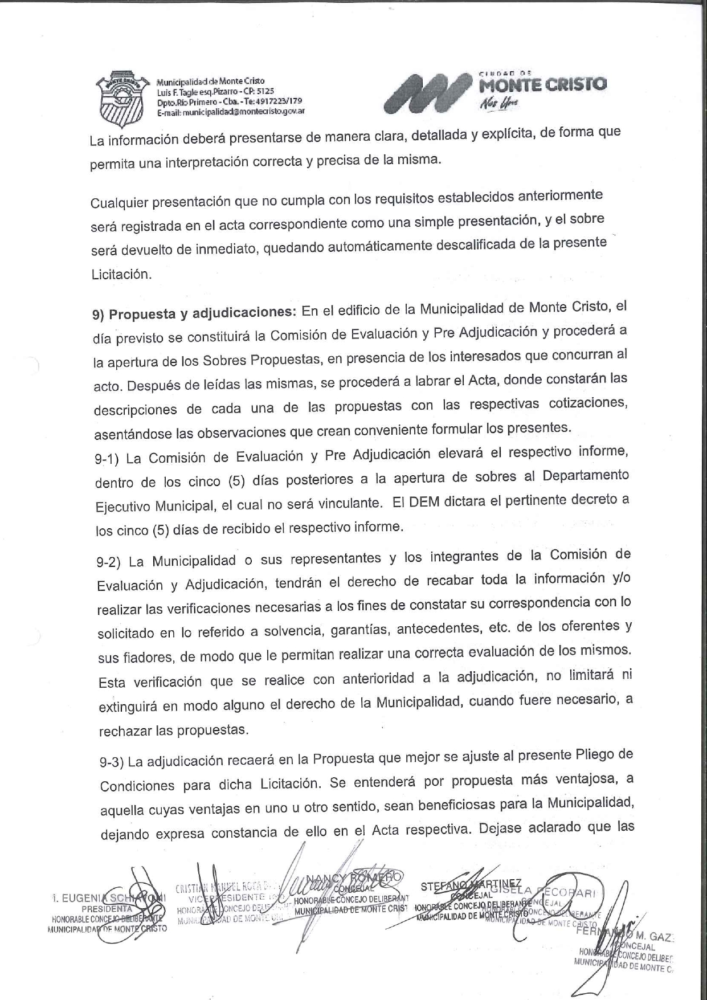 Municipalidad de Monte Cristo
Luis F. Tagle esq.Pizarro - CP: 5125
Dpto.Río Primero - Cba. - Te: 4917223/179
E-mail: municipalidad@montecristo.gov.ar
CIUDAD DE
MONTE CRISTO
Nos Une
La información deberá presentarse de manera clara, detallada y explícita, de forma que
permita una interpretación correcta y precisa de la misma.
Cualquier presentación que no cumpla con los requisitos establecidos anteriormente
será registrada en el acta correspondiente como una simple presentación, y el sobre
será devuelto de inmediato, quedando automáticamente descalificada de la presente
Licitación.
9) Propuesta y adjudicaciones: En el edificio de la Municipalidad de Monte Cristo, el
día previsto se constituirá la Comisión de Evaluación y Pre Adjudicación y procederá a
la apertura de los Sobres Propuestas, en presencia de los interesados que concurran al
acto. Después de leídas las mismas, se procederá a labrar el Acta, donde constarán las
descripciones de cada una de las propuestas con las respectivas cotizaciones,
asentándose las observaciones que crean conveniente formular los presentes.
9-1) La Comisión de Evaluación y Pre Adjudicación elevará el respectivo informe,
dentro de los cinco (5) días posteriores a la apertura de sobres al Departamento
Ejecutivo Municipal, el cual no será vinculante. El DEM dictara el pertinente decreto a
los cinco (5) días de recibido el respectivo informe.
9-2) La Municipalidad o sus representantes y los integrantes de la Comisión de
Evaluación y Adjudicación, tendrán el derecho de recabar toda la información y/o
realizar las verificaciones necesarias a los fines de constatar su correspondencia con lo
solicitado en lo referido a solvencia, garantías, antecedentes, etc. de los oferentes y
sus fiadores, de modo que le permitan realizar una correcta evaluación de los mismos.
Esta verificación que se realice con anterioridad a la adjudicación, no limitará ni
extinguirá en modo alguno el derecho de la Municipalidad, cuando fuere necesario, a
rechazar las propuestas.
9-3) La adjudicación recaerá en la Propuesta que mejor se ajuste al presente Pliego de
Condiciones para dicha Licitación. Se entenderá por propuesta más ventajosa, a
aquella cuyas ventajas en uno u otro sentido, sean beneficiosas para la Municipalidad,
dejando expresa constancia de ello en el Acta respectiva. Dejase aclarado que las
EUGENIA
PRESIDENTA
HONORABLE CONCEJO DELIBERANTE
MUNICIPALIDAD DE MONTE CRISTO
CRISTIAN MANUEL
VICEPRESIDENTE
HONORABLE CONCEJO
MUNICIPALIDAD DE MONTE
NANCY ROMERO
CONCEJAL
HONORABLE CONCEJO DELIBERANT
MUNICIPALIDAD DE MONTE CRIST
STEFANO MARTINEZ
CONCEJAL
HONORABLE CONCEJO DELIBERANTE
MUNICIPALIDAD DE MONTE CRISTO
GISELA PECORARI
CONCEJAL
HONORABLE CONCEJO DELIBERANTE
MUNICIPALIDAD DE MONTE CRISTO
FERNANDO M. GAZ
CONCEJAL
HONORABLE CONCEJO DELIBE
MUNICIPALIDAD DE MONTE C